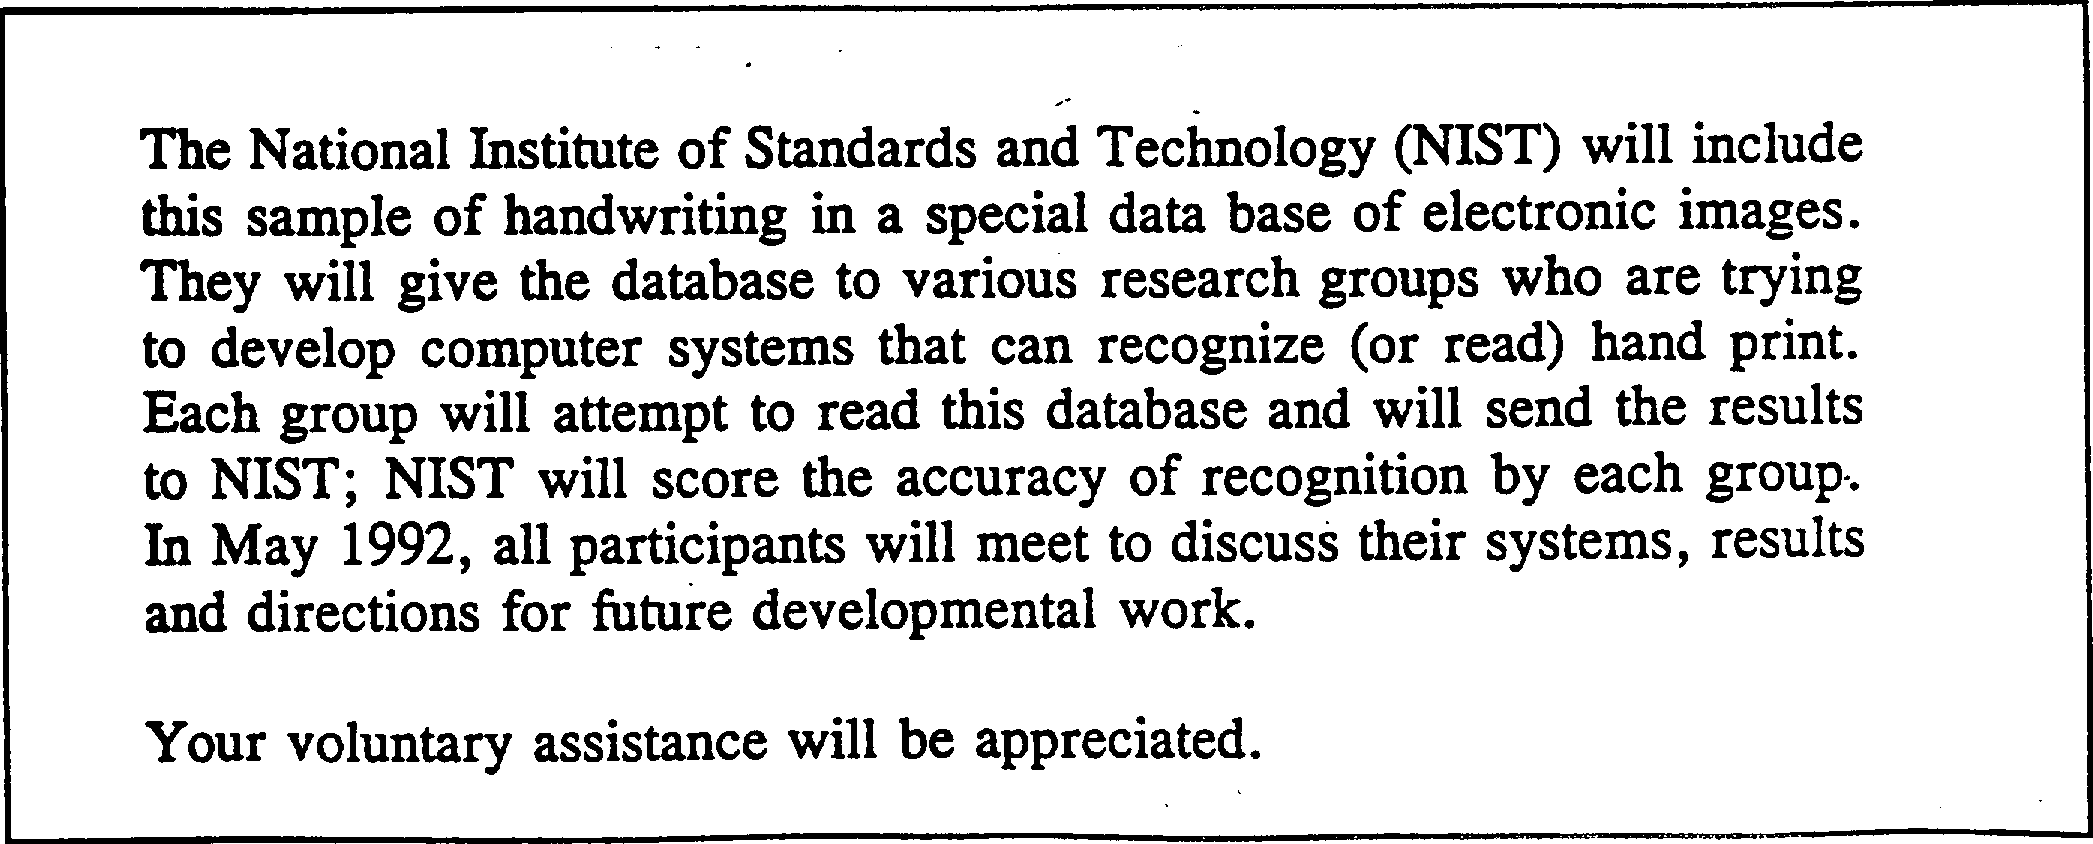 The National Institute of Standards and Technology (NIST) will include
this sample of handwriting in a special data base of electronic images.
They will give the database to various research groups who are trying
to develop computer systems that can recognize (or read) hand print.
Each group will attempt to read this database and will send the results
to NIST; NIST will score the accuracy of recognition by each group.
In May 1992, all participants will meet to discuss their systems, results
and directions for future developmental work.
Your voluntary assistance will be appreciated.